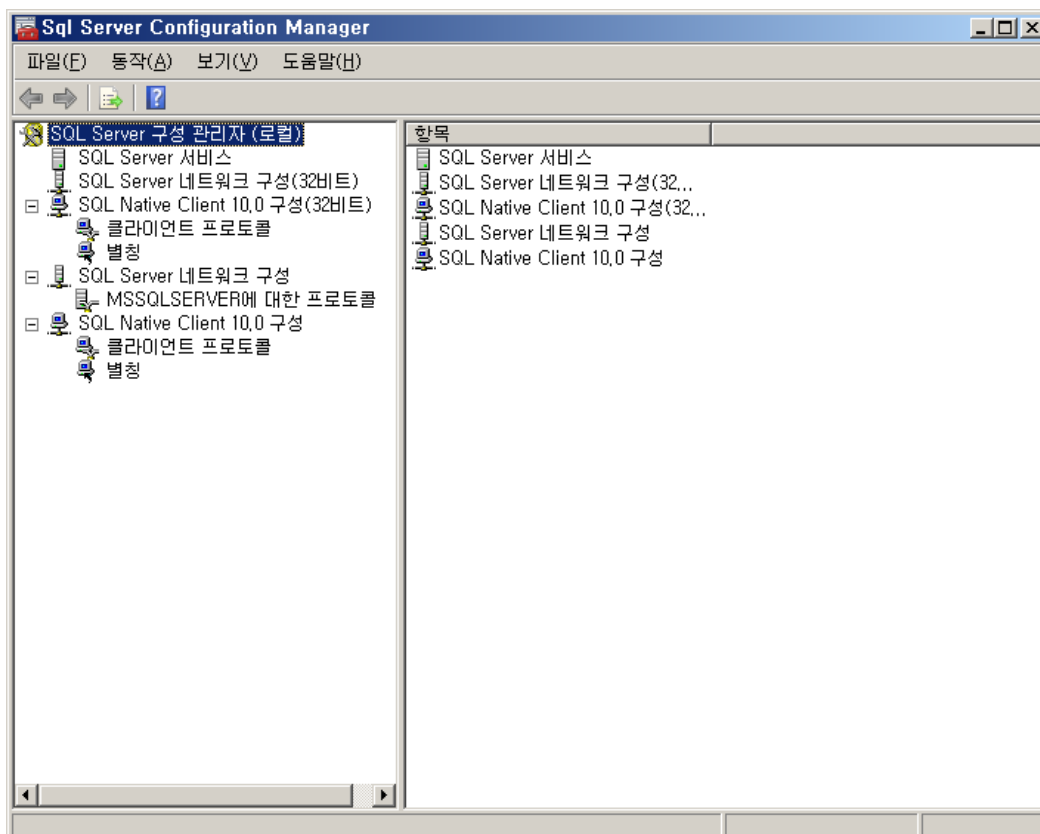 Sql Server Configuration Manager
파일(F) 동작(A) 보기(V) 도움말(H)
SQL Server 구성 관리자 (로컬)
SQL Server 서비스
SQL Server 네트워크 구성(32비트)
SQL Native Client 10.0 구성(32비트)
클라이언트 프로토콜
별칭
SQL Server 네트워크 구성
MSSQLSERVER에 대한 프로토콜
SQL Native Client 10.0 구성
클라이언트 프로토콜
별칭
항목
SQL Server 서비스
SQL Server 네트워크 구성(32...
SQL Native Client 10.0 구성(32...
SQL Server 네트워크 구성
SQL Native Client 10.0 구성